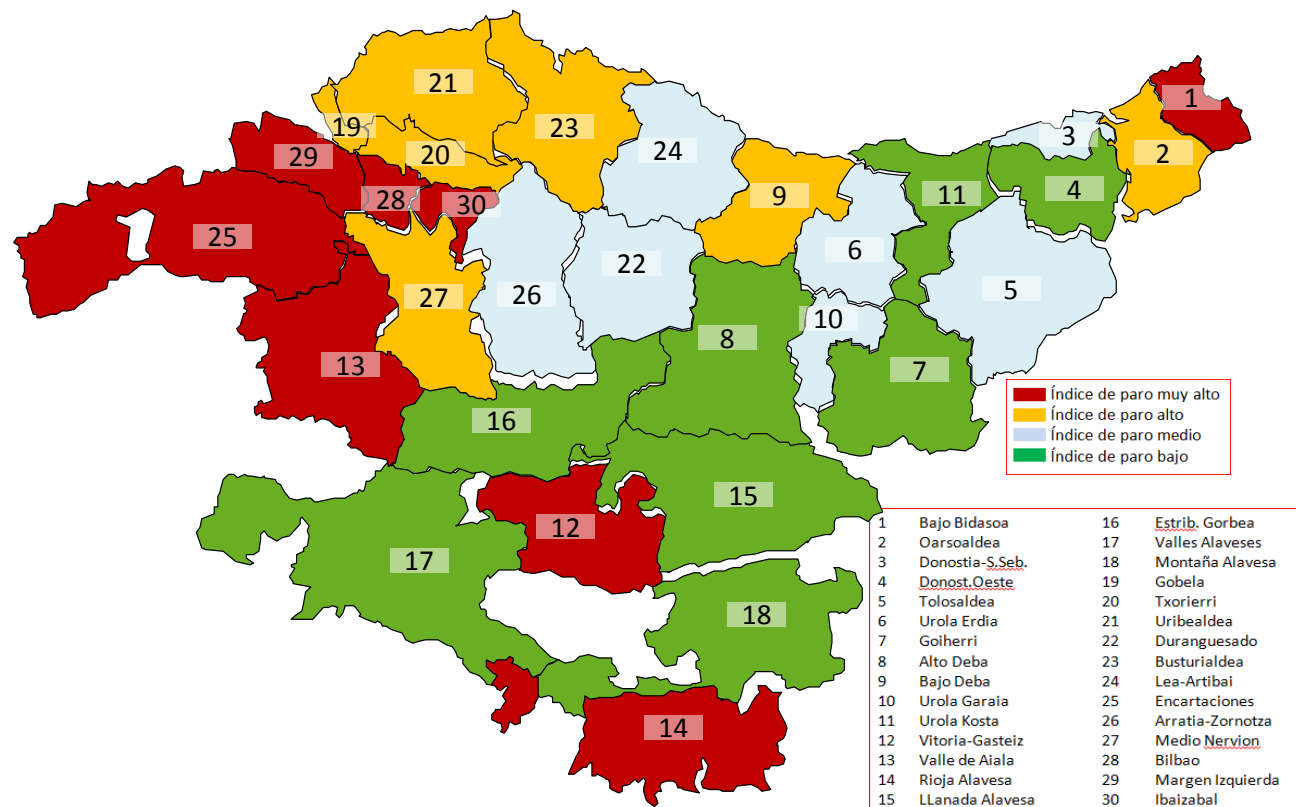 21
1
23
19
3
20
2
24
29
4
9
11
28
30
6
25
22
5
26
27
10
8
13
7
16
15
12
17
18
14
Índice de paro muy alto
Índice de paro alto
Índice de paro medio
Índice de paro bajo
1 Bajo Bidasoa 16 Estrib. Gorbea
2 Oarsoaldea 17 Valles Alaveses
3 Donostia-S.Seb. 18 Montaña Alavesa
4 Donost.Oeste 19 Gobela
5 Tolosaldea 20 Txorierri
6 Urola Erdia 21 Uribealdea
7 Goiherri 22 Duranguesado
8 Alto Deba 23 Busturialdea
9 Bajo Deba 24 Lea-Artibai
10 Urola Garaia 25 Encartaciones
11 Urola Kosta 26 Arratia-Zornotza
12 Vitoria-Gasteiz 27 Medio Nervion
13 Valle de Aiala 28 Bilbao
14 Rioja Alavesa 29 Margen Izquierda
15 LLanada Alavesa 30 Ibaizabal